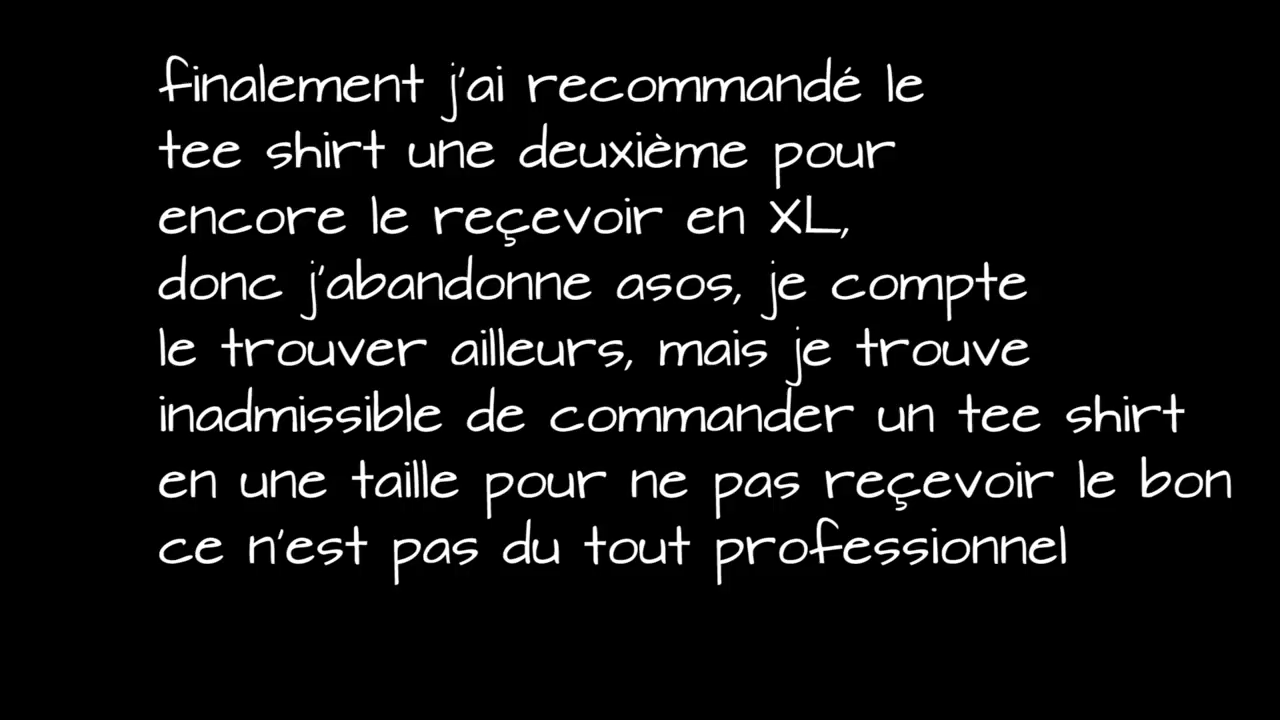 finalement j'ai recommandé le
tee shirt une deuxième pour
encore le reçevoir en XL,
donc j'abandonne asos, je compte
le trouver ailleurs, mais je trouve
inadmissible de commander un tee shirt
en une taille pour ne pas reçevoir le bon
ce n'est pas du tout professionnel